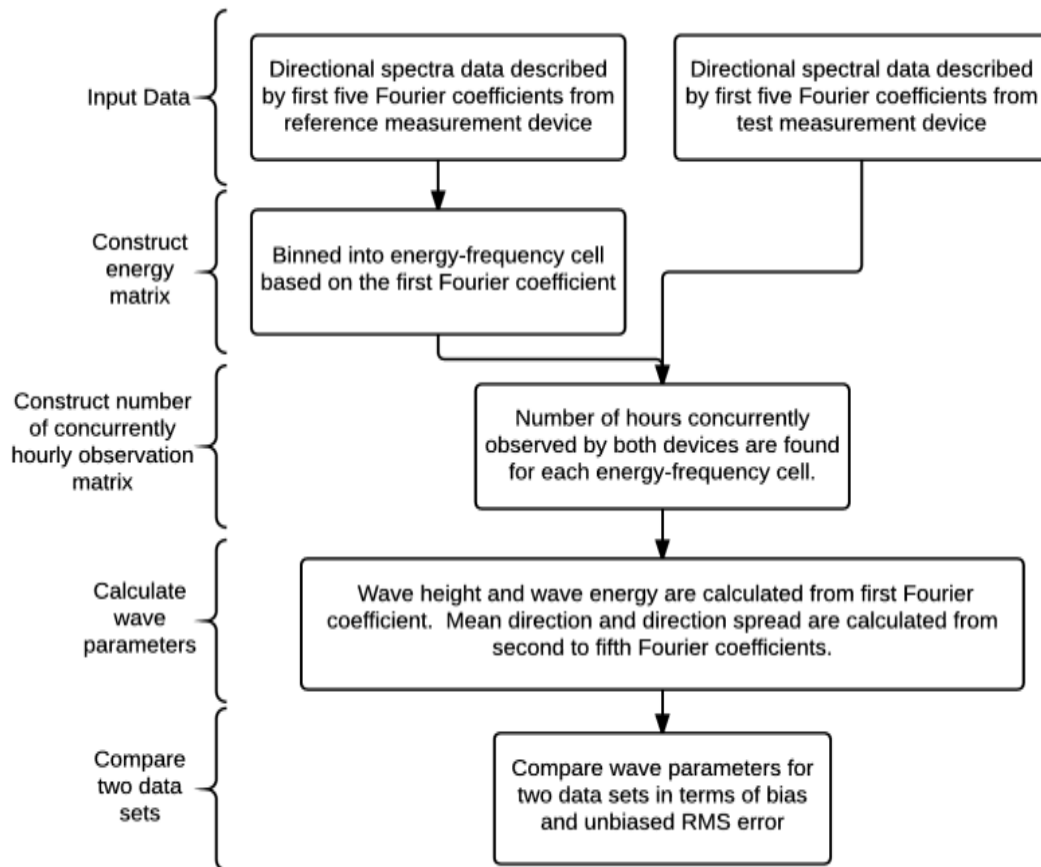 Input Data
Directional spectra data described
by first five Fourier coefficients from
reference measurement device
Directional spectral data described
by first five Fourier coefficients from
test measurement device
Construct
energy
matrix
Binned into energy-frequency cell
based on the first Fourier coefficient
Construct number
of concurrently
hourly observation
matrix
Number of hours concurrently
observed by both devices are found
for each energy-frequency cell.
Calculate
wave
parameters
Wave height and wave energy are calculated from first Fourier
coefficient.  Mean direction and direction spread are calculated from
second to fifth Fourier coefficients.
Compare
two data
sets
Compare wave parameters for
two data sets in terms of bias
and unbiased RMS error